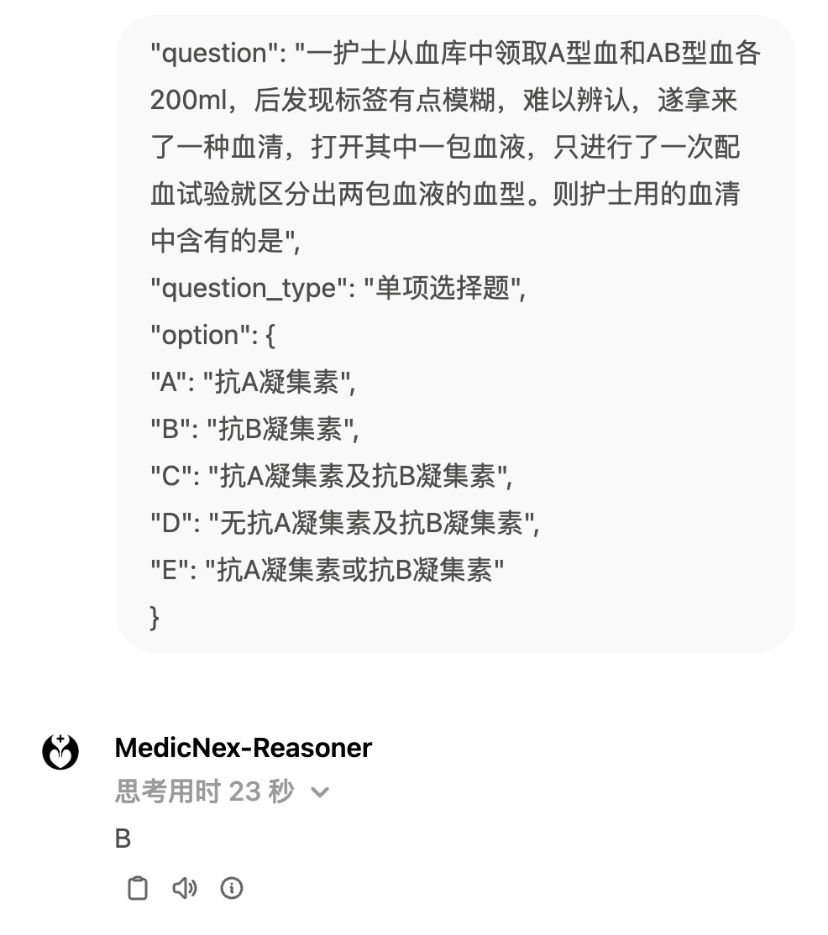 "question": "一护士从血库中领取A型血和AB型血各
200ml，后发现标签有点模糊，难以辨认，遂拿来
了一种血清，打开其中一包血液，只进行了一次配
血试验就区分出两包血液的血型。则护士用的血清
中含有的是",
"question_type": "单项选择题",
"option": {
"A": "抗A凝集素",
"B": "抗B凝集素",
"C": "抗A凝集素及抗B凝集素",
"D": "无抗A凝集素及抗B凝集素",
"E": "抗A凝集素或抗B凝集素"
}
MedicNex-Reasoner
思考用时 23 秒
B